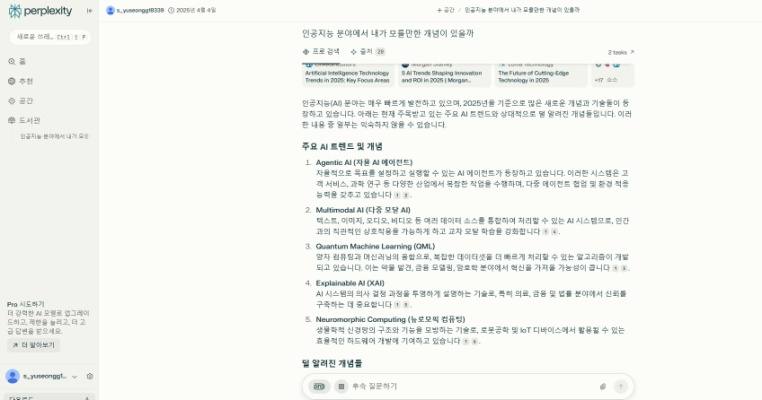 perplexity
s_yuseongg18339 2025년 4월 4일
공간 / 인공지능 분야에서 내가 모를만한 개념이 있을까
새로운 쓰레... Ctrl I
홈
추천
공간
도서관
인공지능 분야에서 내가 모르
인공지능 분야에서 내가 모를만한 개념이 있을까
프로 검색 출처 29
2 tasks
Artificial Intelligence Technology Trends in 2025: Key Focus Areas
5 AI Trends Shaping Innovation and ROI in 2025 | Morgan...
The Future of Cutting-Edge Technology in 2025
+17 소스
인공지능(AI) 분야는 매우 빠르게 발전하고 있으며, 2025년을 기준으로 많은 새로운 개념과 기술들이 등
장하고 있습니다. 아래는 현재 주목받고 있는 주요 AI 트렌드와 상대적으로 덜 알려진 개념들입니다. 이러
한 내용 중 일부는 익숙하지 않을 수 있습니다.
주요 AI 트렌드 및 개념
1. Agentic AI (자율 AI 에이전트)
자율적으로 목표를 설정하고 실행할 수 있는 AI 에이전트가 등장하고 있습니다. 이러한 시스템은 고
객 서비스, 과학 연구 등 다양한 산업에서 복잡한 작업을 수행하며, 다중 에이전트 협업 및 환경 적응
능력을 갖추고 있습니다
2. Multimodal AI (다중 모달 AI)
텍스트, 이미지, 오디오, 비디오 등 여러 데이터 소스를 통합하여 처리할 수 있는 AI 시스템으로, 인간
과의 직관적인 상호작용을 가능하게 하고 교차 모달 학습을 강화합니다
3. Quantum Machine Learning (QML)
양자 컴퓨팅과 머신러닝의 융합으로, 복잡한 데이터셋을 더 빠르게 처리할 수 있는 알고리즘이 개발
되고 있습니다. 이는 약물 발견, 금융 모델링, 암호학 분야에서 혁신을 가져올 가능성이 큽니다
4. Explainable AI (XAI)
AI 시스템의 의사 결정 과정을 투명하게 설명하는 기술로, 특히 의료, 금융 및 법률 분야에서 신뢰를
구축하는 데 중요합니다
5. Neuromorphic Computing (뉴로모픽 컴퓨팅)
생물학적 신경망의 구조와 기능을 모방하는 기술로, 로봇공학 및 IoT 디바이스에서 활용될 수 있는
효율적인 하드웨어 개발에 기여하고 있습니다
덜 알려진 개념들
Pro 시도하기
더 강력한 AI 모델로 업그레이
드하고, 제한을 늘리고, 더 고
급 답변을 받으세요.
더 알아보기
s_yuseongg1...
후속 질문하기